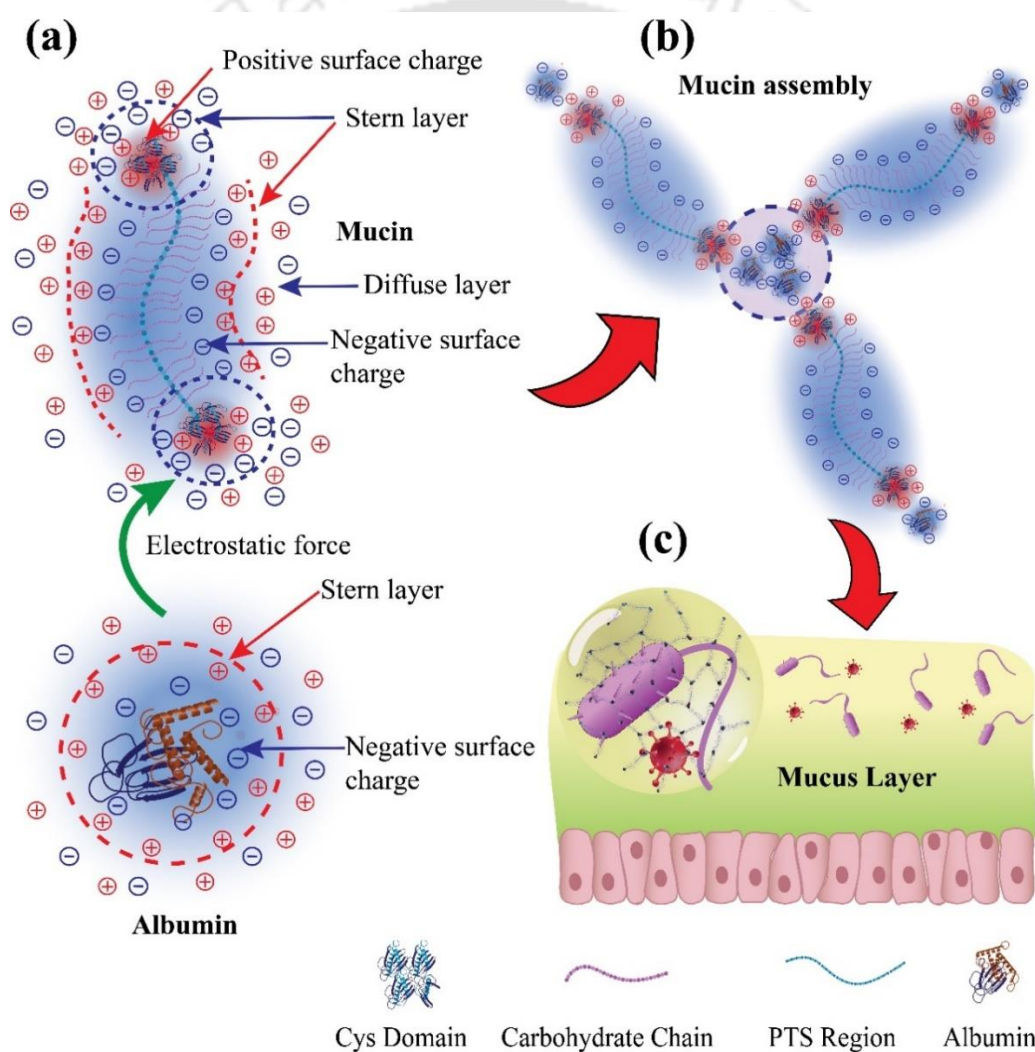 (a)
Positive surface charge
Stern layer
Mucin
Diffuse layer
Negative surface
charge
Electrostatic force
Stern layer
Negative surface
charge
Albumin
(b)
Mucin assembly
(c)
Mucus Layer
Cys Domain
Carbohydrate Chain
PTS Region
Albumin